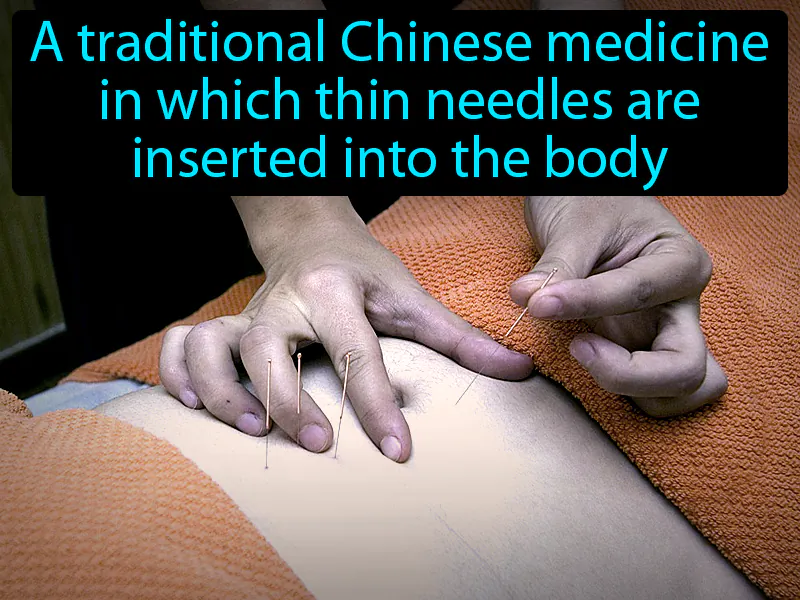 A traditional Chinese medicine
in which thin needles are
inserted into the body